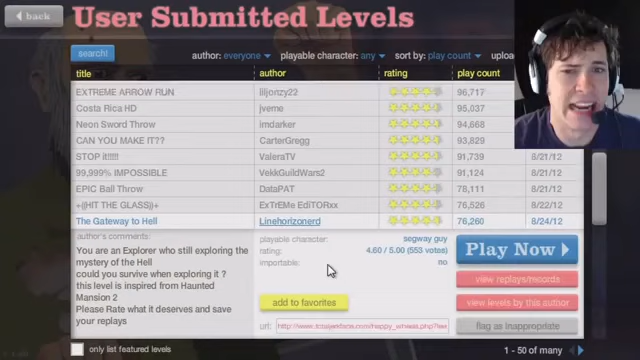 back
User Submitted Levels
search!
author: everyone playable character: any sort by: play count
title author rating play count
EXTREME ARROW RUN liljonzy22 96,717
Costa Rica HD jveme 95,037
Neon Sword Throw imdarker 94,668
CAN YOU MAKE IT?? CarterGregg 93,829
STOP it!!!!! ValeraTV 91,739 8/21/12
99,999% IMPOSSIBLE VekkGuildWars2 91,124 8/21/12
EPIC Ball Throw DataPAT 78,111 8/21/12
+((HIT THE GLASS)+ ExTrEMe EdiTORxx 76,526 8/22/12
The Gateway to Hell Linehorizonerd 76,260 8/24/12
author's comments:
You are an Explorer who still exploring the
mystery of the Hell
could you survive when exploring it ?
this level is inspired from Haunted
Mansion 2
Please Rate what it deserves and save
your replays
playable character: segway guy
rating: 4.60 / 5.00 (553 votes)
importable: no
add to favorites
Play Now
view replays/records
view levels by this author
flag as inappropriate
url: http://www.totaljerkface.com/happy_wheels.php?leve
only list featured levels
1 - 50 of many